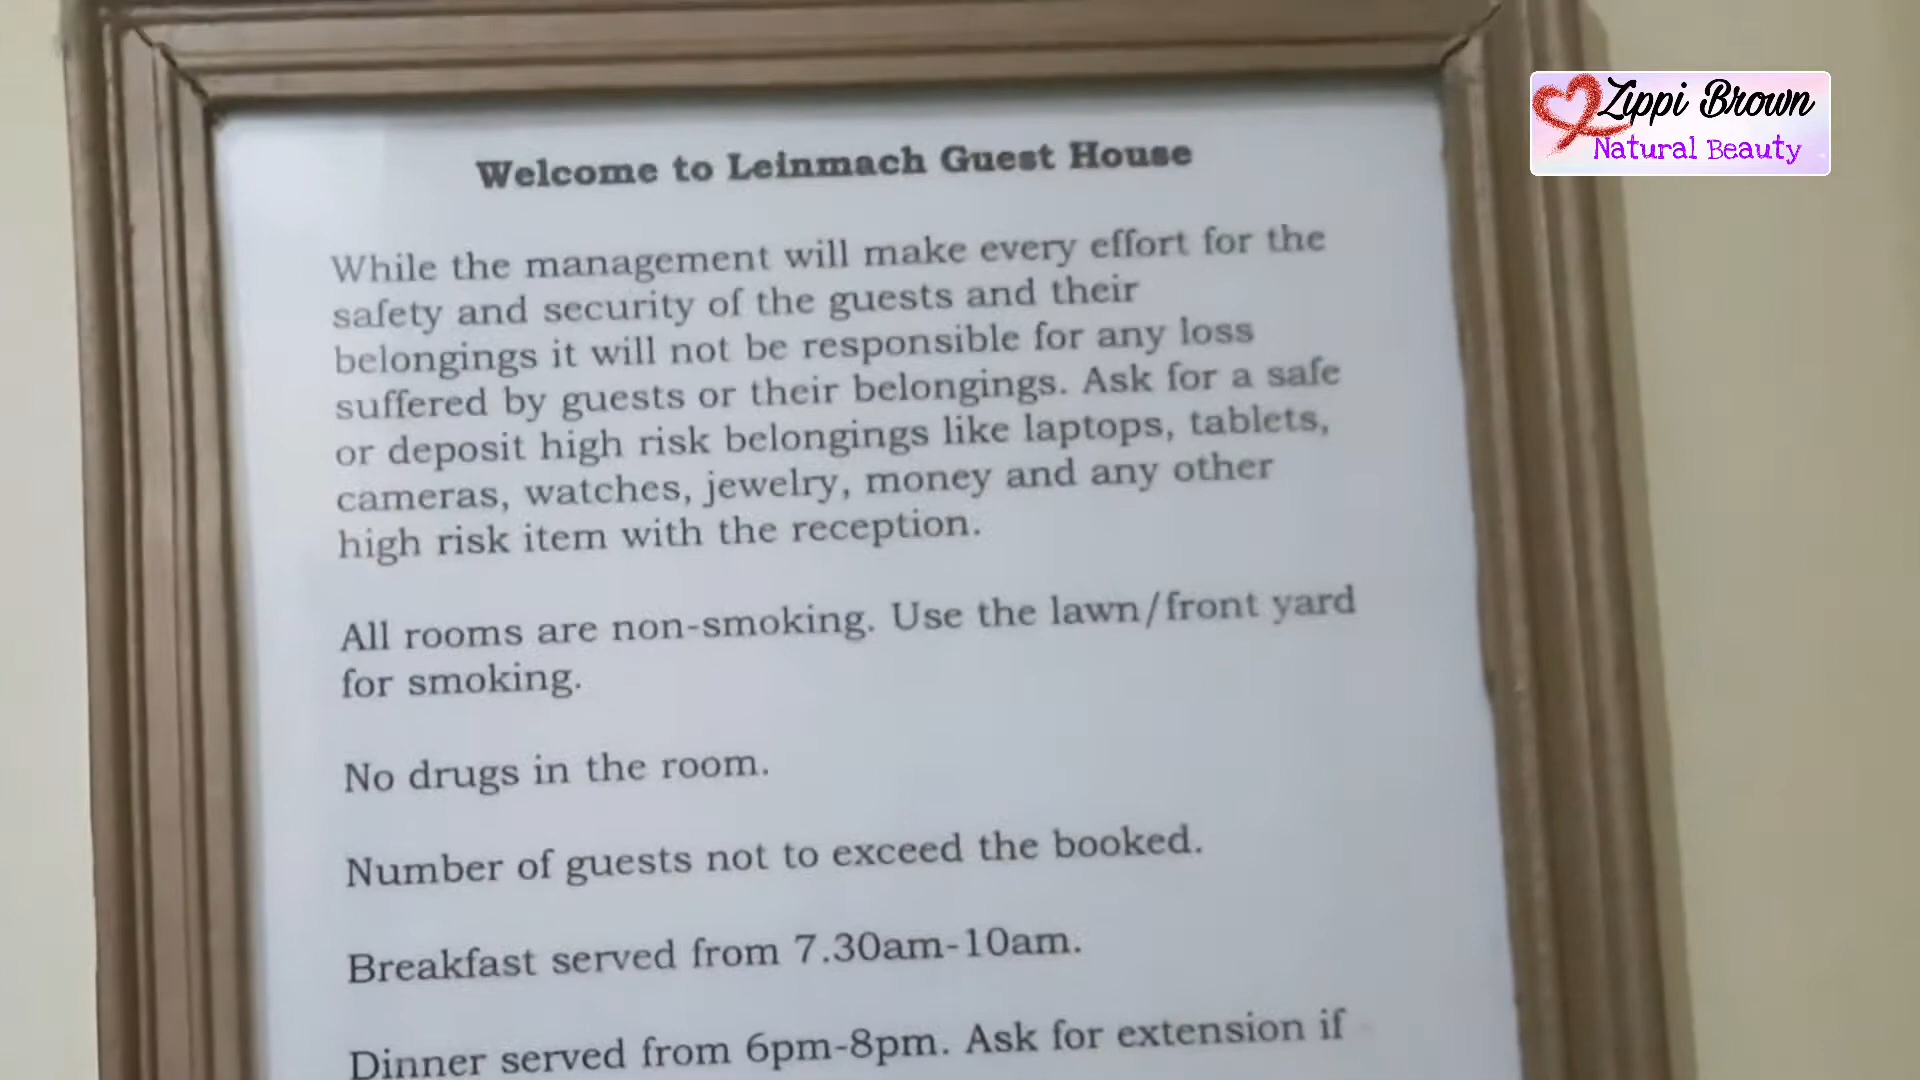 Zippi Brown
Natural Beauty
Welcome to Leinmach Guest House
While the management will make every effort for the
safety and security of the guests and their
belongings it will not be responsible for any loss
suffered by guests or their belongings. Ask for a safe
or deposit high risk belongings like laptops, tablets,
cameras, watches, jewelry, money and any other
high risk item with the reception.
All rooms are non-smoking. Use the lawn/front yard
for smoking.
No drugs in the room.
Number of guests not to exceed the booked.
Breakfast served from 7.30am-10am.
Dinner served from 6pm-8pm. Ask for extension if